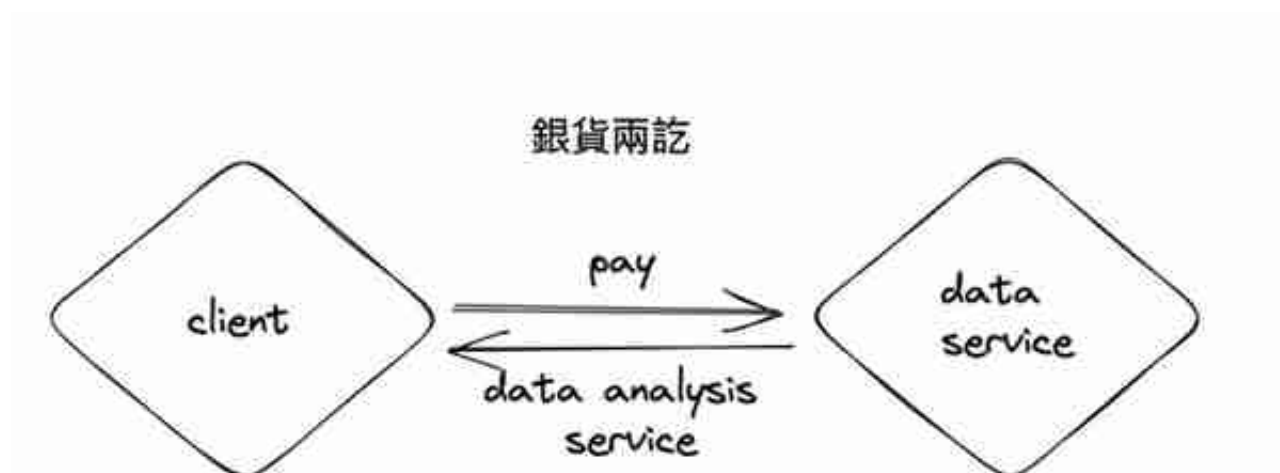 銀貨兩訖
pay
client
data
service
data analysis
service